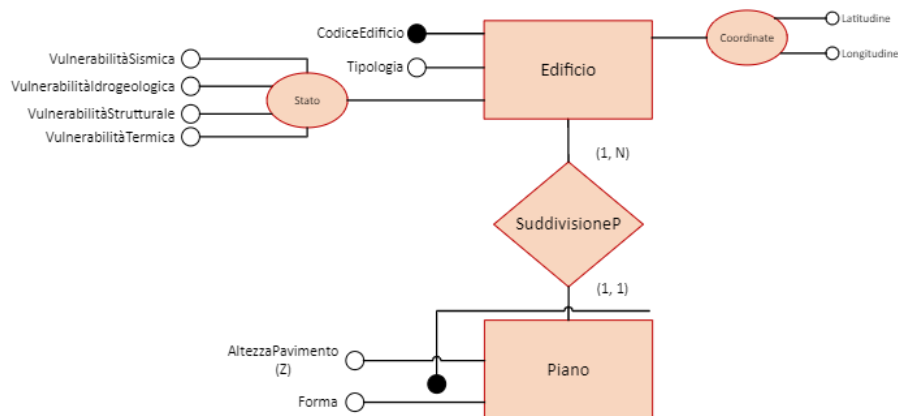 CodiceEdificio
Latitudine
Edificio
Coordinate
VulnerabilitàSismica
Tipologia
Longitudine
VulnerabilitàIdrogeologica
Stato
VulnerabilitàStrutturale
VulnerabilitàTermica
(1, N)
SuddivisioneP
(1, 1)
AltezzaPavimento
(Z)
Piano
Forma